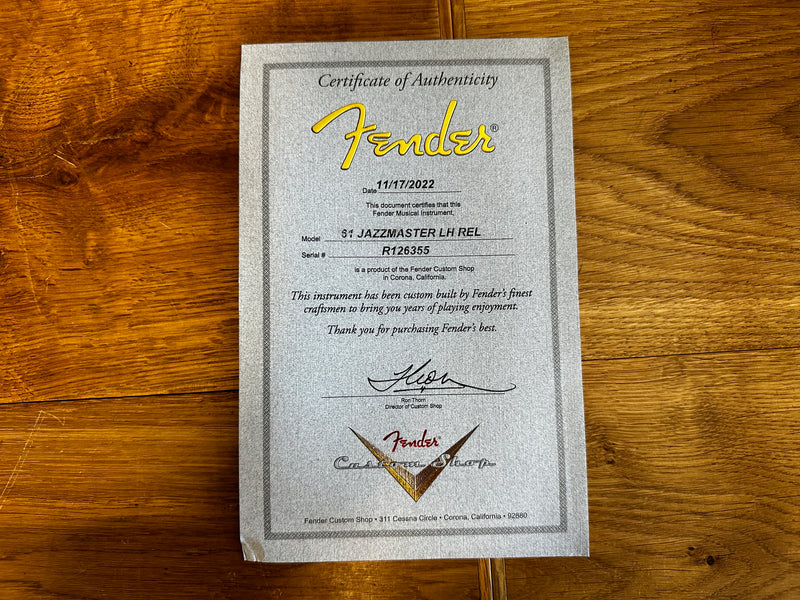 Certificate of Authenticity
Fender®
Date 11/17/2022
This document certifies that this
Fender Musical Instrument,
Model 61 JAZZMASTER LH REL
Serial # R126355
is a product of the Fender Custom Shop
in Corona, California.
This instrument has been custom built by Fender's finest
craftsmen to bring you years of playing enjoyment.
Thank you for purchasing Fender's best.
Ron Thorn
Director of Custom Shop
Fender
Custom Shop
Fender Custom Shop • 311 Cessna Circle • Corona, California • 92880